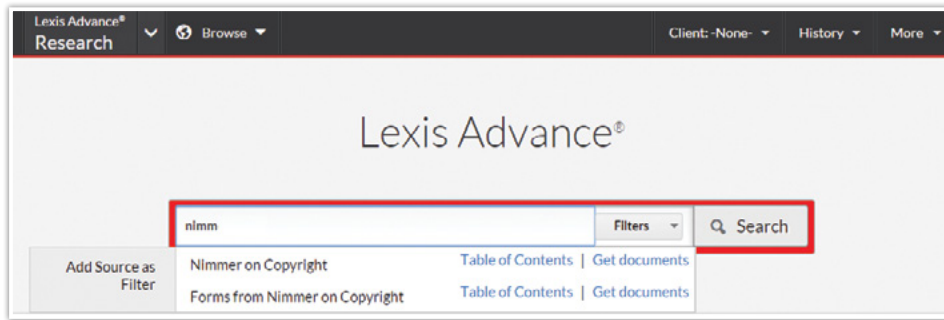 Lexis Advance®
Research
Browse
Client: -None-
History
More
Lexis Advance®
nimm
Filters
Search
Add Source as
Filter
Nimmer on Copyright
Table of Contents | Get documents
Forms from Nimmer on Copyright
Table of Contents | Get documents